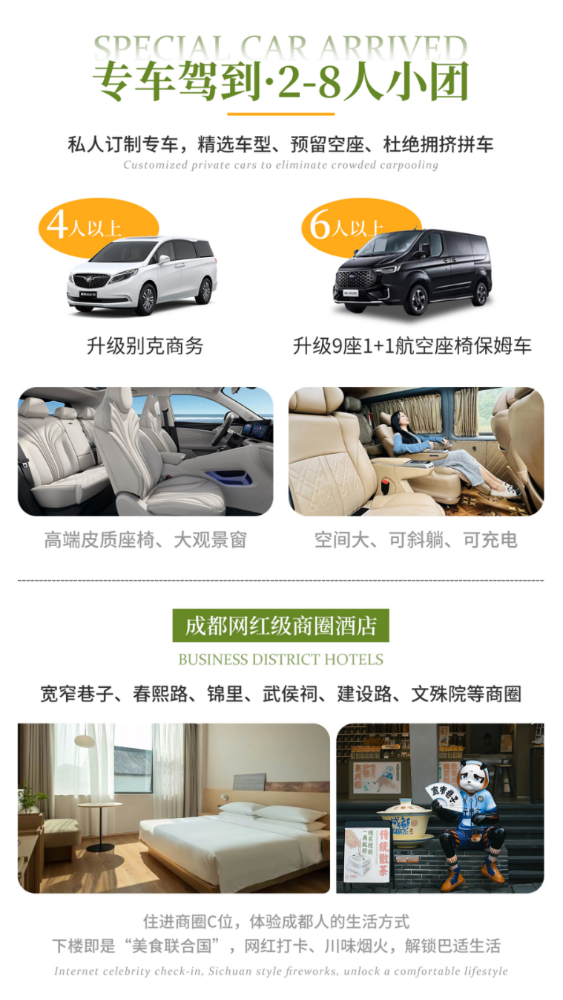 SPECIAL CAR ARRIVED
专车驾到·2-8人小团
私人订制专车，精选车型、预留空座、杜绝拥挤拼车
Customized private cars to eliminate crowded carpooling
4人以上
6人以上
升级别克商务
升级9座1+1航空座椅保姆车
高端皮质座椅、大观景窗
空间大、可斜躺、可充电
成都网红级商圈酒店
BUSINESS DISTRICT HOTELS
宽窄巷子、春熙路、锦里、武侯祠、建设路、文殊院等商圈
宽窄巷子
成都
传统散茶
住进商圈C位，体验成都人的生活方式
下楼即是“美食联合国”，网红打卡、川味烟火，解锁巴适生活
Internet celebrity check-in, Sichuan style fireworks, unlock a comfortable lifestyle